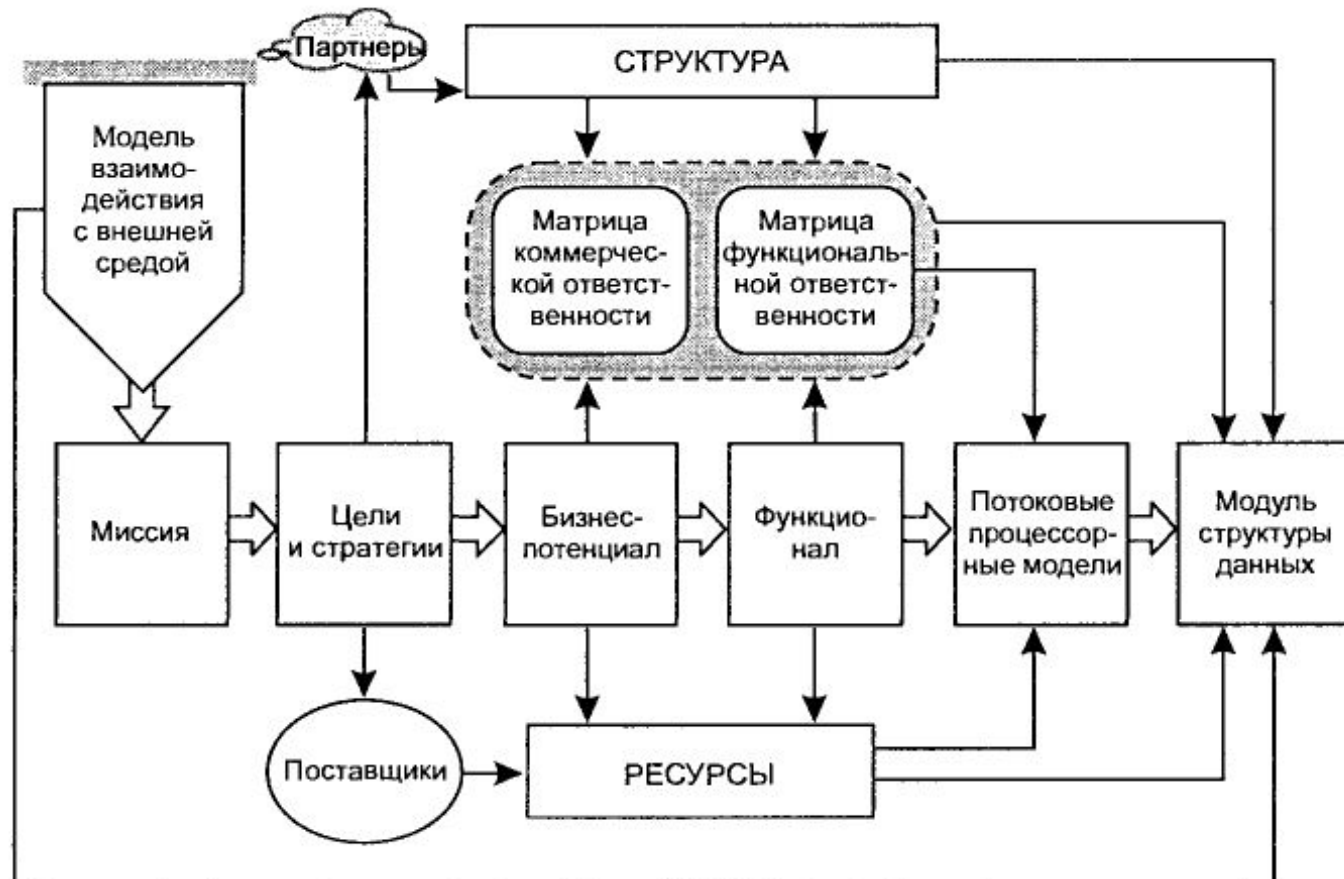 Партнеры
СТРУКТУРА
Модель
взаимо-
действия
с внешней
средой
Матрица
коммерчес-
кой ответст-
венности
Матрица
функциональ-
ной ответст-
венности
Миссия
Цели
и стратегии
Бизнес-
потенциал
Функцио-
нал
Потоковые
процессор-
ные модели
Модуль
структуры
данных
Поставщики
РЕСУРСЫ